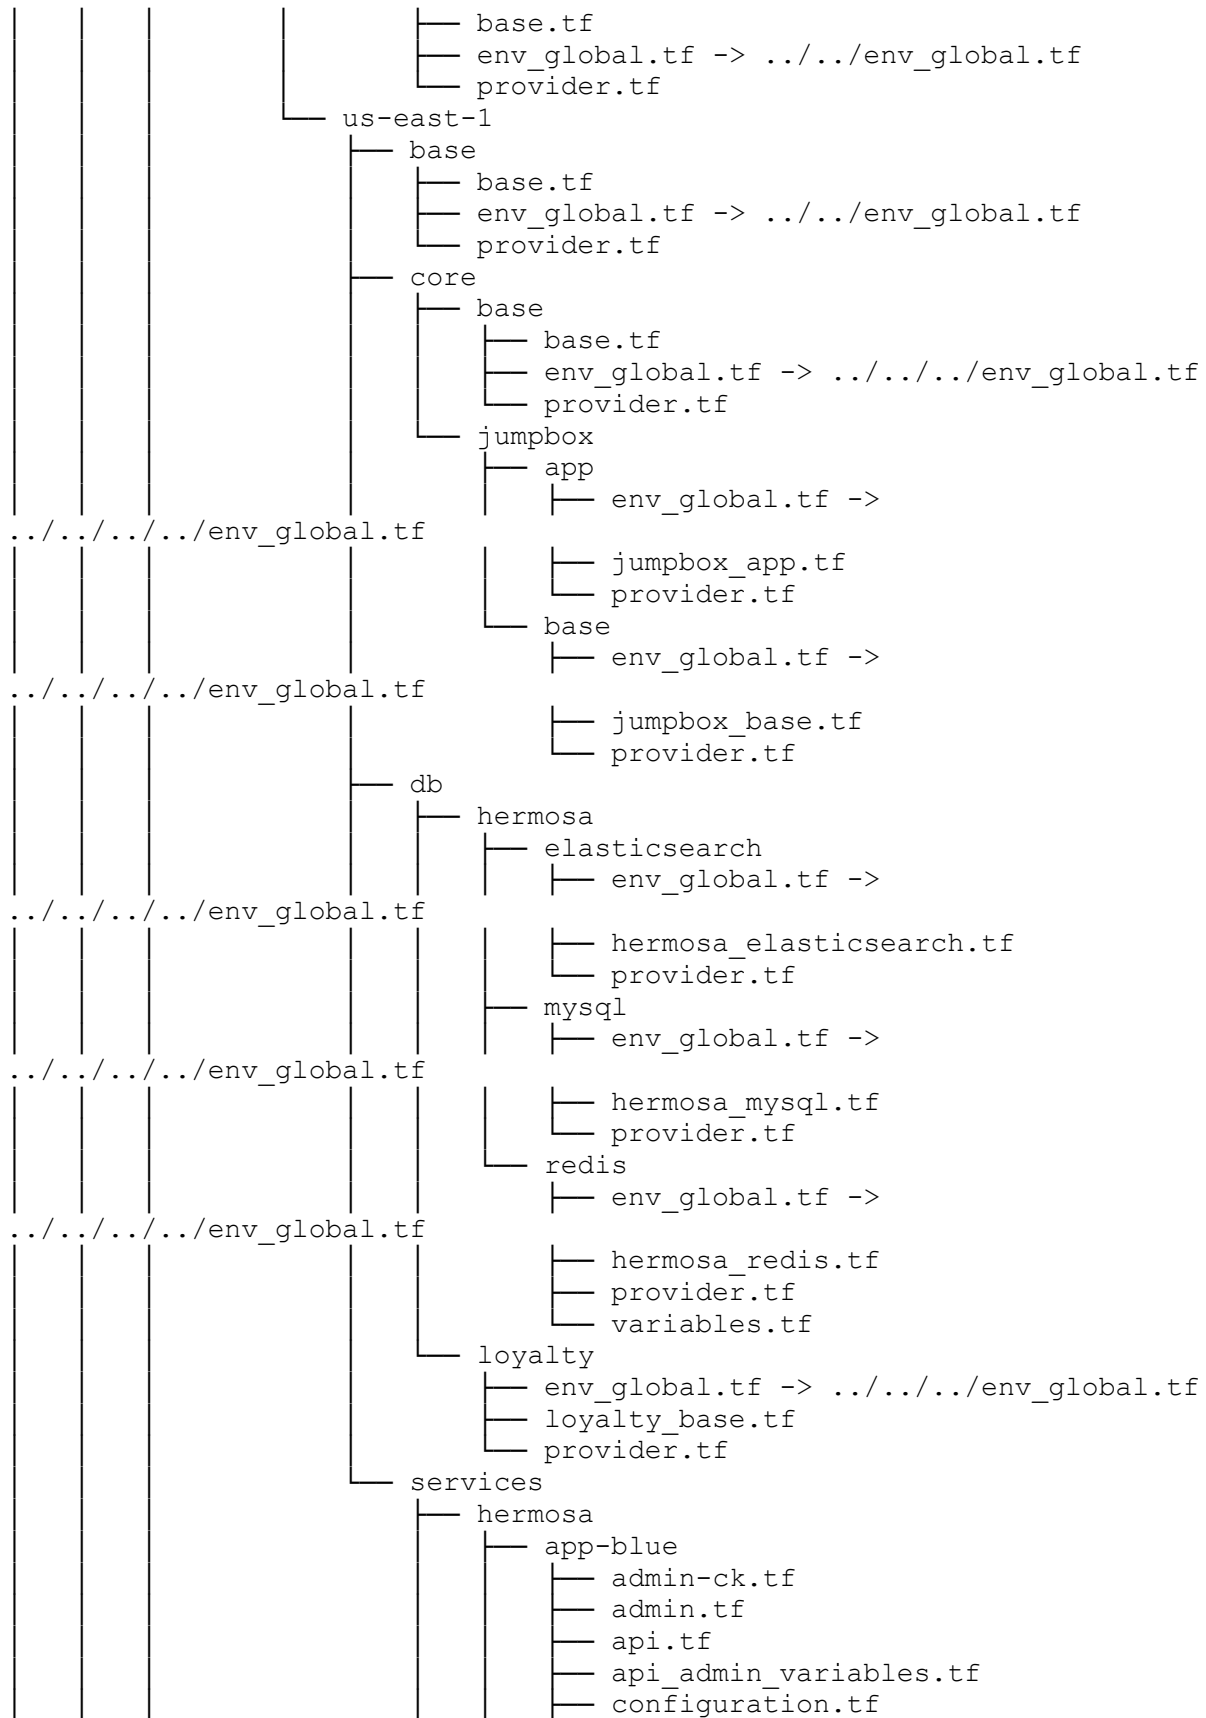 │   │   │       │       ├── base.tf
│   │   │       │       ├── env_global.tf -> ../../env_global.tf
│   │   │       │       └── provider.tf
│   │   │       └── us-east-1
│   │   │           ├── base
│   │   │           │   ├── base.tf
│   │   │           │   ├── env_global.tf -> ../../env_global.tf
│   │   │           │   └── provider.tf
│   │   │           ├── core
│   │   │           │   ├── base
│   │   │           │   │   ├── base.tf
│   │   │           │   │   ├── env_global.tf -> ../../../env_global.tf
│   │   │           │   │   └── provider.tf
│   │   │           │   └── jumpbox
│   │   │           │       ├── app
│   │   │           │       │   ├── env_global.tf ->
../../../../env_global.tf
│   │   │           │       │   ├── jumpbox_app.tf
│   │   │           │       │   └── provider.tf
│   │   │           │       └── base
│   │   │           │           ├── env_global.tf ->
../../../../env_global.tf
│   │   │           │           ├── jumpbox_base.tf
│   │   │           │           └── provider.tf
│   │   │           ├── db
│   │   │           │   ├── hermosa
│   │   │           │   │   ├── elasticsearch
│   │   │           │   │   │   ├── env_global.tf ->
../../../../env_global.tf
│   │   │           │   │   │   ├── hermosa_elasticsearch.tf
│   │   │           │   │   │   └── provider.tf
│   │   │           │   │   ├── mysql
│   │   │           │   │   │   ├── env_global.tf ->
../../../../env_global.tf
│   │   │           │   │   │   ├── hermosa_mysql.tf
│   │   │           │   │   │   └── provider.tf
│   │   │           │   │   └── redis
│   │   │           │   │       ├── env_global.tf ->
../../../../env_global.tf
│   │   │           │   │       ├── hermosa_redis.tf
│   │   │           │   │       ├── provider.tf
│   │   │           │   │       └── variables.tf
│   │   │           │   └── loyalty
│   │   │           │       ├── env_global.tf -> ../../../env_global.tf
│   │   │           │       ├── loyalty_base.tf
│   │   │           │       └── provider.tf
│   │   │           └── services
│   │   │               ├── hermosa
│   │   │               │   ├── app-blue
│   │   │               │   │   ├── admin-ck.tf
│   │   │               │   │   ├── admin.tf
│   │   │               │   │   ├── api.tf
│   │   │               │   │   ├── api_admin_variables.tf
│   │   │               │   │   ├── configuration.tf